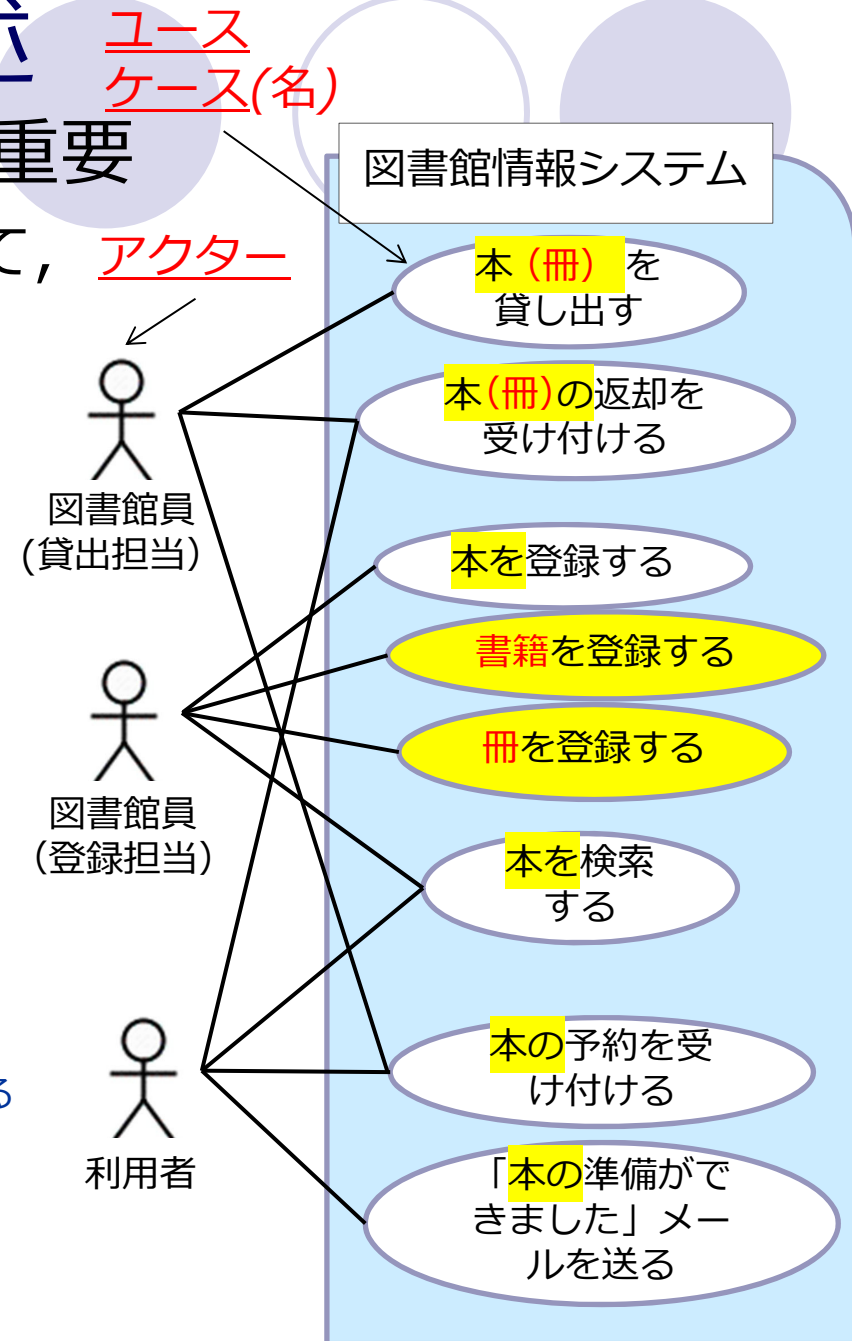 ユース
ケース(名)
重要
て,
アクター
図書館情報システム
本（冊）を
貸し出す
本(冊)の返却を
受け付ける
図書館員
(貸出担当)
本を登録する
書籍を登録する
冊を登録する
図書館員
（登録担当）
本を検索
する
本の予約を受
け付ける
る
利用者
「本の準備がで
きました」メー
ルを送る